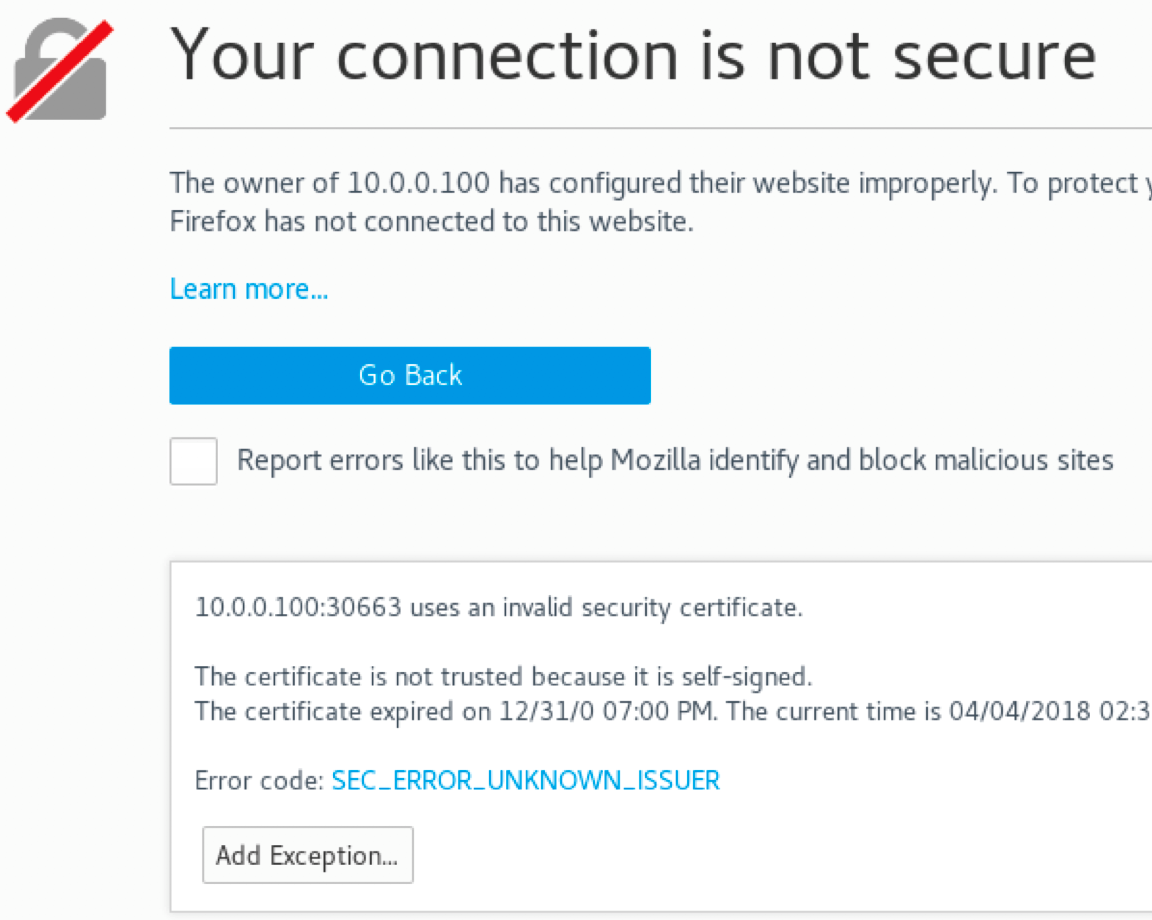 Your connection is not secure
The owner of 10.0.0.100 has configured their website improperly. To protect
Firefox has not connected to this website.
Learn more...
Go Back
Report errors like this to help Mozilla identify and block malicious sites
10.0.0.100:30663 uses an invalid security certificate.
The certificate is not trusted because it is self-signed.
The certificate expired on 12/31/0 07:00 PM. The current time is 04/04/2018 02:3
Error code: SEC_ERROR_UNKNOWN_ISSUER
Add Exception...